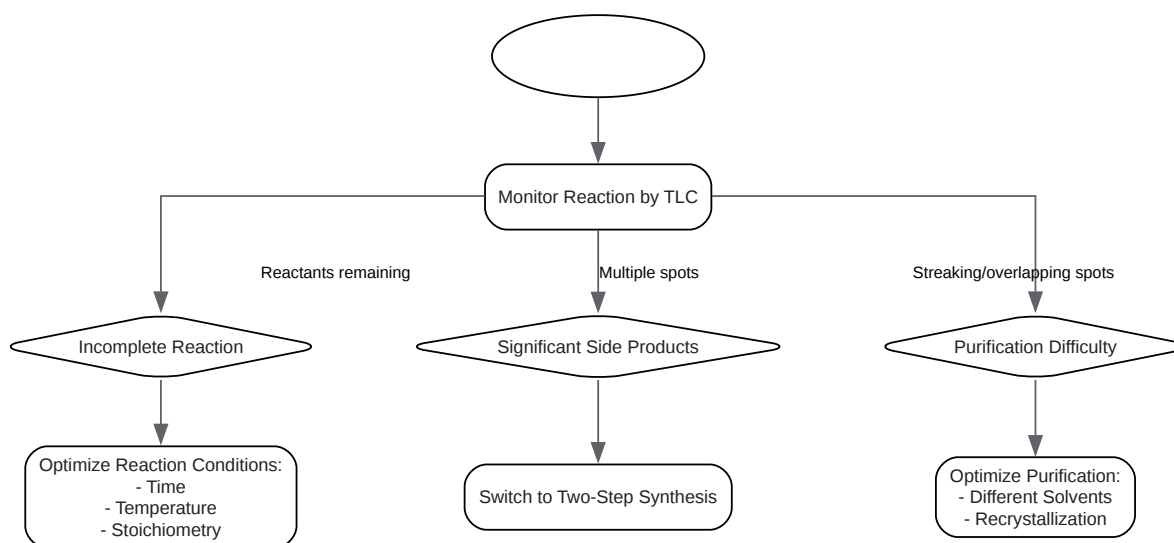 Monitor Reaction by TLC
Reactants remaining
Multiple spots
Streaking/overlapping spots
Incomplete Reaction
Significant Side Products
Purification Difficulty
Optimize Reaction Conditions:
- Time
- Temperature
- Stoichiometry
Switch to Two-Step Synthesis
Optimize Purification:
- Different Solvents
- Recrystallization